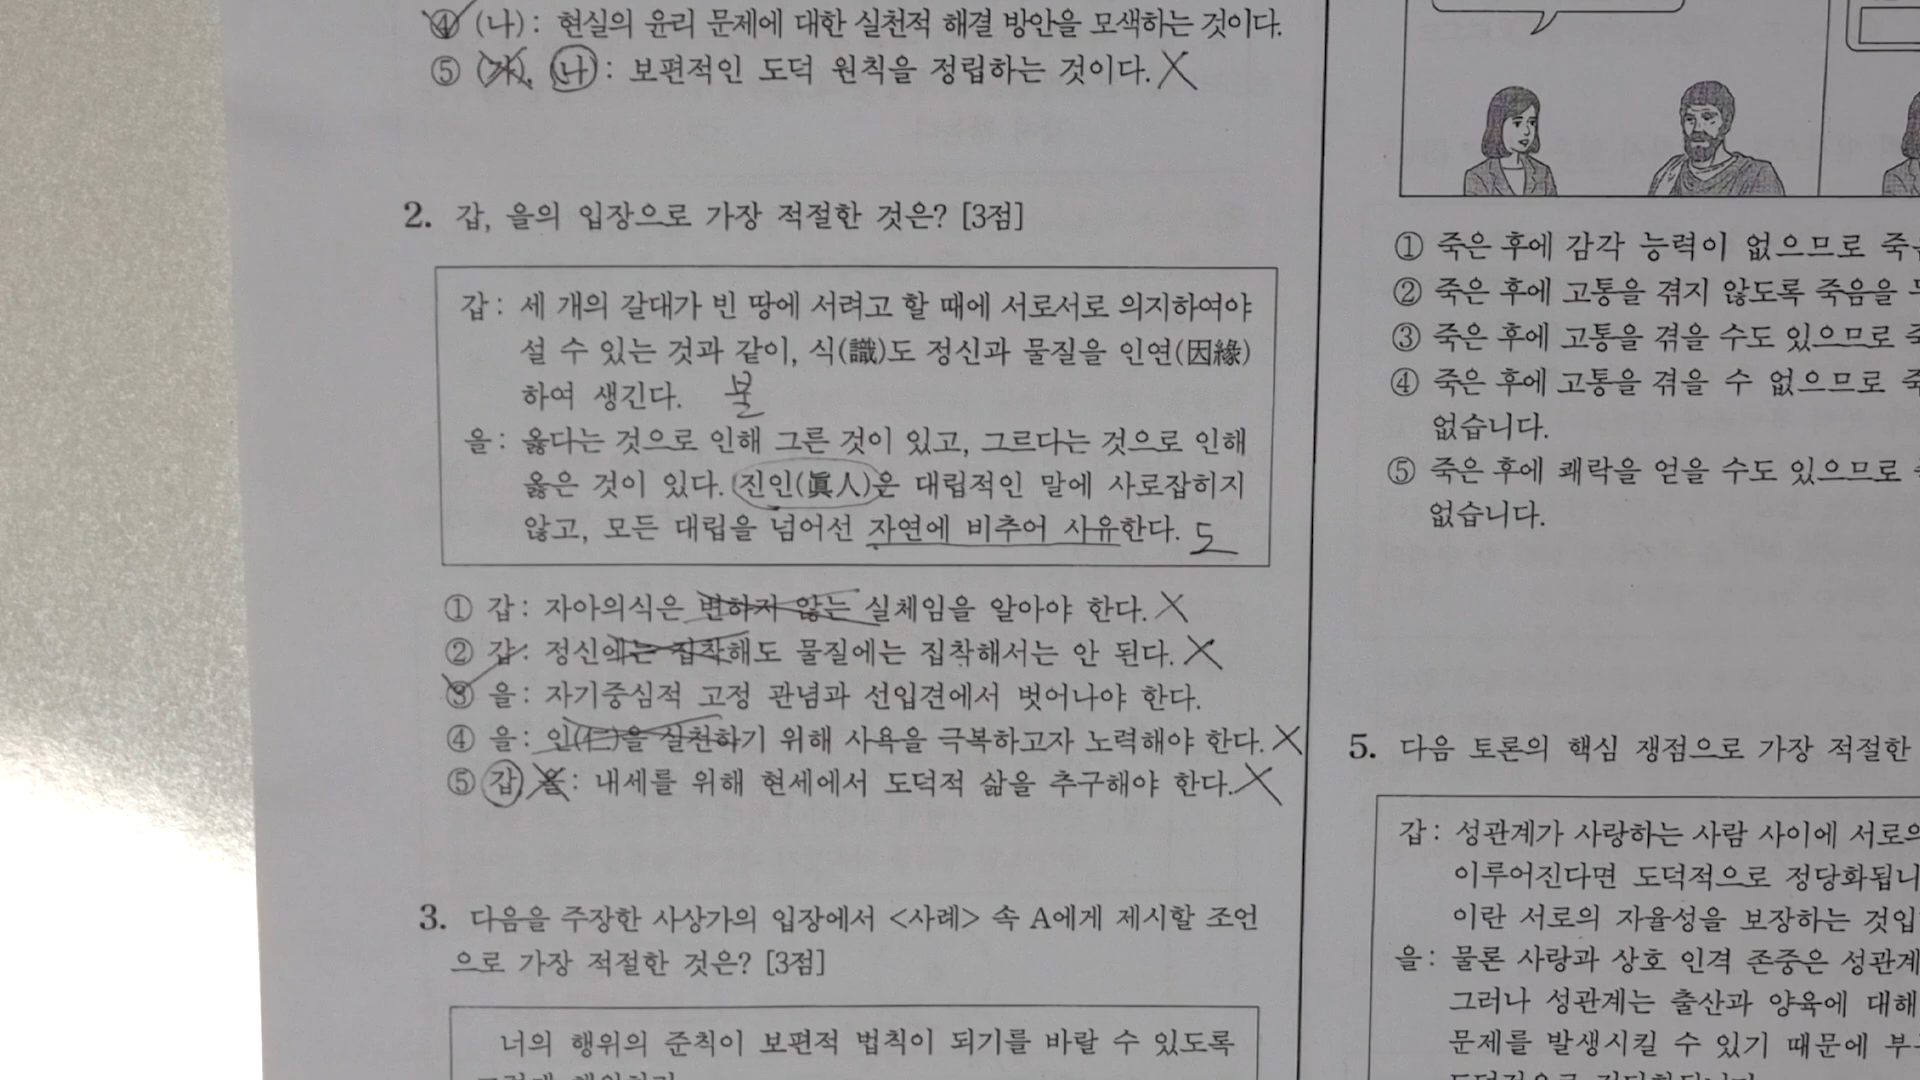 ④ (나): 현실의 윤리 문제에 대한 실천적 해결 방안을 모색하는 것이다.
⑤ (가), (나): 보편적인 도덕 원칙을 정립하는 것이다.
2. 갑, 을의 입장으로 가장 적절한 것은? [3점]
갑: 세 개의 갈대가 빈 땅에 서려고 할 때에 서로서로 의지하여야
설 수 있는 것과 같이, 식(識)도 정신과 물질을 인연(因緣)
하여 생긴다. 불
을: 옳다는 것으로 인해 그른 것이 있고, 그르다는 것으로 인해
옳은 것이 있다. 진인(眞人)은 대립적인 말에 사로잡히지
않고, 모든 대립을 넘어선 자연에 비추어 사유한다. 도
① 갑: 자아의식은 변하지 않는 실체임을 알아야 한다.
② 갑: 정신에는 집착해도 물질에는 집착해서는 안 된다.
③ 을: 자기중심적 고정 관념과 선입견에서 벗어나야 한다.
④ 을: 인(仁)을 실천하기 위해 사욕을 극복하고자 노력해야 한다.
⑤ 갑, 을: 내세를 위해 현세에서 도덕적 삶을 추구해야 한다.
3. 다음을 주장한 사상가의 입장에서 <사례> 속 A에게 제시할 조언
으로 가장 적절한 것은? [3점]
너의 행위의 준칙이 보편적 법칙이 되기를 바랄 수 있도록
① 죽은 후에 감각 능력이 없으므로
② 죽은 후에 고통을 겪지 않도록 죽음을
③ 죽은 후에 고통을 겪을 수도 있으므로
④ 죽은 후에 고통을 겪을 수 없으므로
없습니다.
⑤ 죽은 후에 쾌락을 얻을 수도 있으므로
없습니다.
5. 다음 토론의 핵심 쟁점으로 가장 적절한
갑: 성관계가 사랑하는 사람 사이에 서로의
이루어진다면 도덕적으로 정당화됩니
이란 서로의 자율성을 보장하는 것입
을: 물론 사랑과 상호 인격 존중은 성관계
그러나 성관계는 출산과 양육에 대해
문제를 발생시킬 수 있기 때문에 부